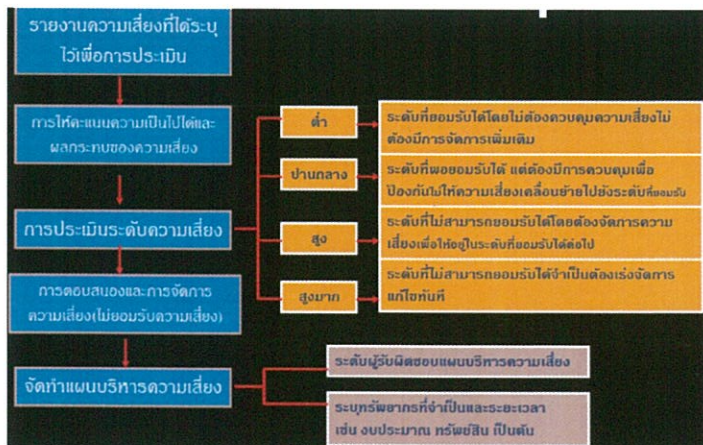 รายงานความเสี่ยงที่ได้ระบุ
ไว้เพื่อการประเมิน
การให้คะแนนความเป็นไปได้และ
ผลกระทบของความเสี่ยง
การประเมินระดับความเสี่ยง
ต่ำ
ระดับที่ยอมรับได้โดยไม่ต้องควบคุมความเสี่ยงไม่
ต้องมีการจัดการเพิ่มเติม
ปานกลาง
ระดับที่พอยอมรับได้ แต่ต้องมีการควบคุมเพื่อ
ป้องกันไม่ให้ความเสี่ยงเคลื่อนย้ายไปยังระดับที่ยอมรับ
สูง
ระดับที่ไม่สามารถยอมรับได้โดยต้องจัดการความ
เสี่ยงเพื่อให้อยู่ในระดับที่ยอมรับได้ต่อไป
สูงมาก
ระดับที่ไม่สามารถยอมรับได้จำเป็นต้องเร่งจัดการ
แก้ไขทันที
การตอบสนองและการจัดการ
ความเสี่ยง(ไม่ยอมรับความเสี่ยง)
จัดทำแผนบริหารความเสี่ยง
ระดับผู้รับผิดชอบแผนบริหารความเสี่ยง
ระบุทรัพยากรที่จำเป็นและระยะเวลา
เช่น งบประมาณ ทรัพย์สิน เป็นต้น